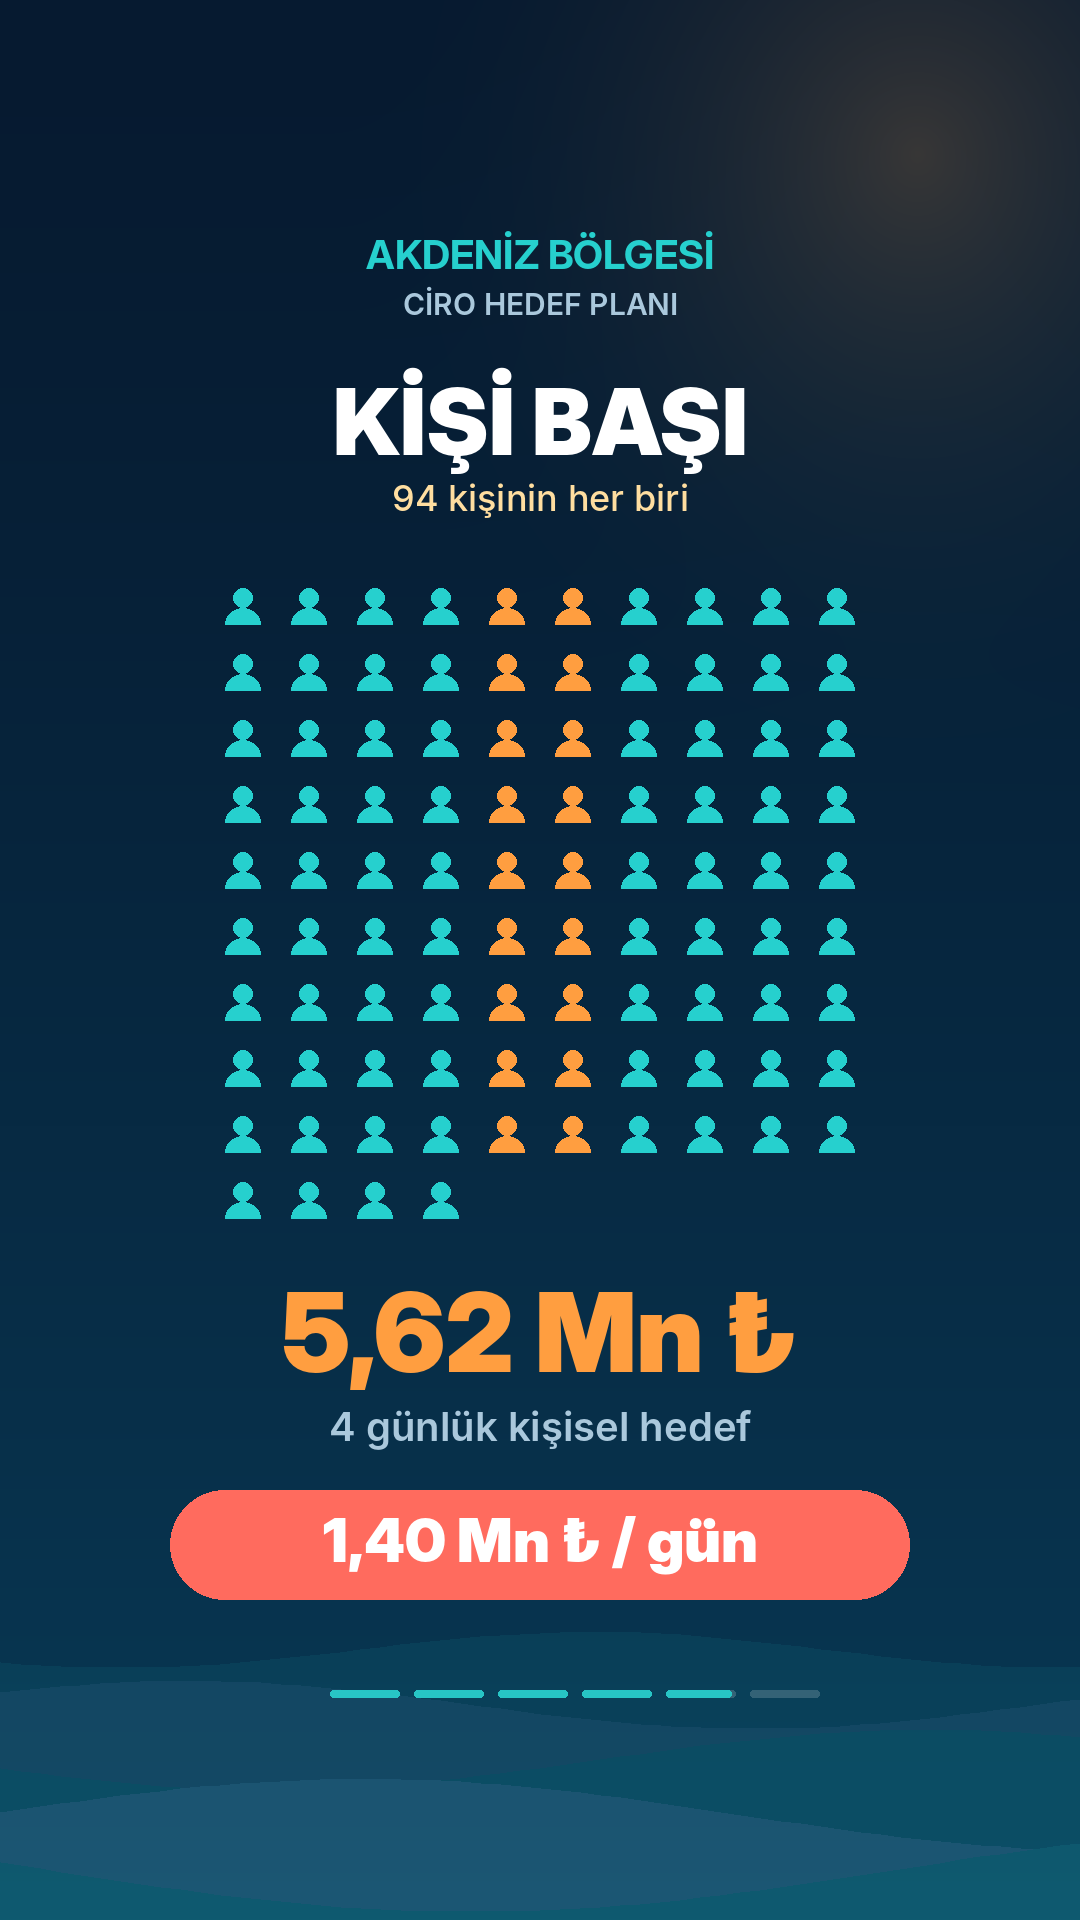 AKDENİZ BÖLGESİ
CİRO HEDEF PLANI
KİŞİ BAŞI
94 kişinin her biri
5,62 Mn ₺
4 günlük kişisel hedef
1,40 Mn ₺ / gün